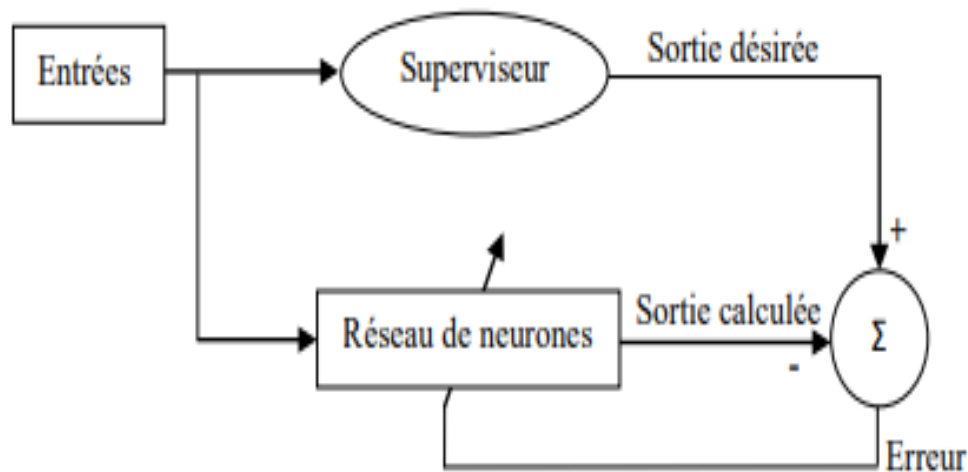 Entrées
Superviseur
Sortie désirée
+
Réseau de neurones
Sortie calculée
-
Σ
Erreur